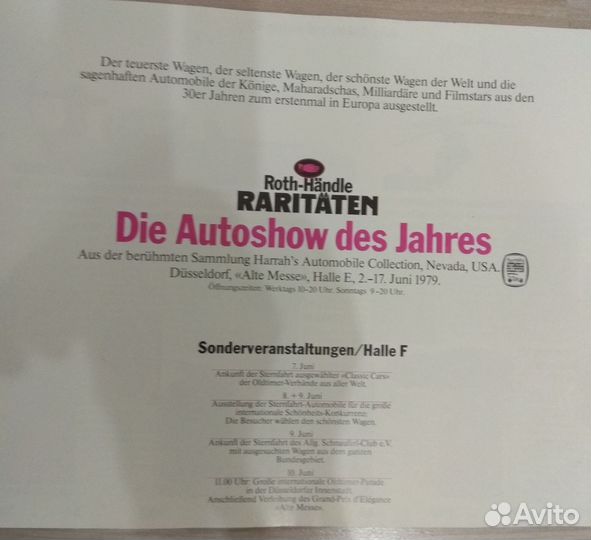 Der teuerste Wagen, der seltenste Wagen, der schönste Wagen der Welt und die
sagenhaften Automobile der Könige, Maharadschas, Milliardäre und Filmstars aus den
30er Jahren zum erstenmal in Europa ausgestellt.
Roth-Händle
RARITÄTEN
Die Autoshow des Jahres
Aus der berühmten Sammlung Harrah's Automobile Collection, Nevada, USA.
Düsseldorf, «Alte Messe», Halle E, 2.–17. Juni 1979.
Öffnungszeiten: Werktags 10–20 Uhr. Sonntags 9–20 Uhr.
Sonderveranstaltungen/Halle F
7. Juni
Ankunft der Sternfahrt ausgewählter «Classic Cars»
der Oldtimer-Verbände aus aller Welt.
8. + 9. Juni
Ausstellung der Sternfahrt-Automobile für die große
internationale Schönheits-Konkurrenz.
Die Besucher wählen den schönsten Wagen.
9. Juni
Ankunft der Sternfahrt des Allg. Schnauferl-Club e.V.
mit ausgesuchten Wagen aus dem ganzen
Bundesgebiet.
10. Juni
11.00 Uhr: Große internationale Oldtimer-Parade
in der Düsseldorfer Innenstadt.
Anschließend Verleihung des Grand-Prix d'Elégance
«Alte Messe».
Avito